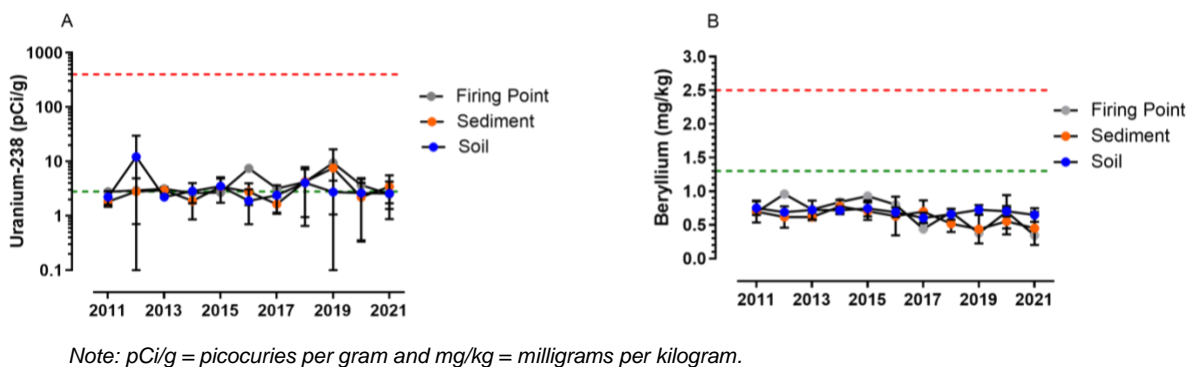 A
Uranium-238 (pCi/g)
1000
100
10
1
0.1
2011 2013 2015 2017 2019 2021
Firing Point
Sediment
Soil
B
Beryllium (mg/kg)
3.0
2.5
2.0
1.5
1.0
0.5
0.0
2011 2013 2015 2017 2019 2021
Firing Point
Sediment
Soil
Note: pCi/g = picocuries per gram and mg/kg = milligrams per kilogram.